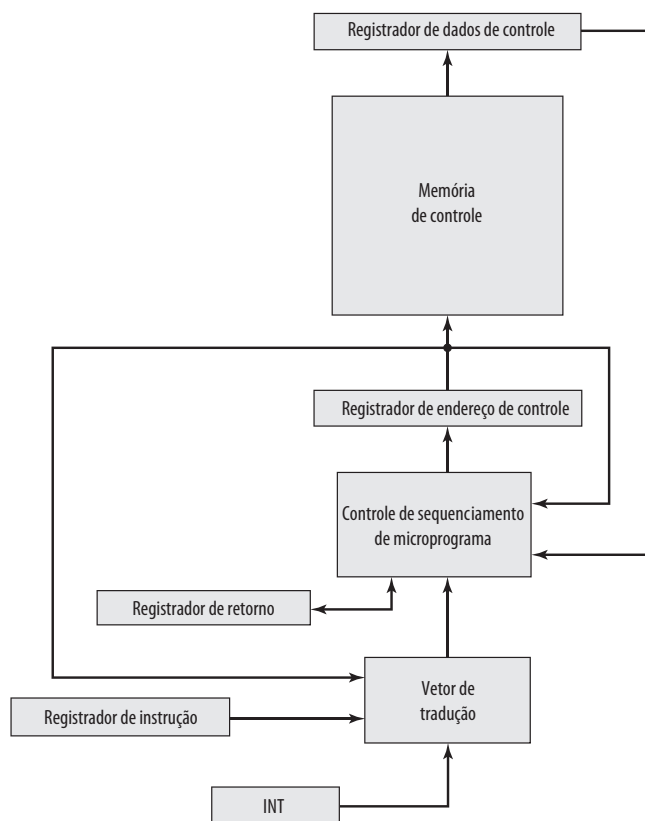 Registrador de dados de controle
Memória
de controle
Registrador de endereço de controle
Controle de sequenciamento
de microprograma
Registrador de retorno
Vetor de
tradução
Registrador de instrução
INT